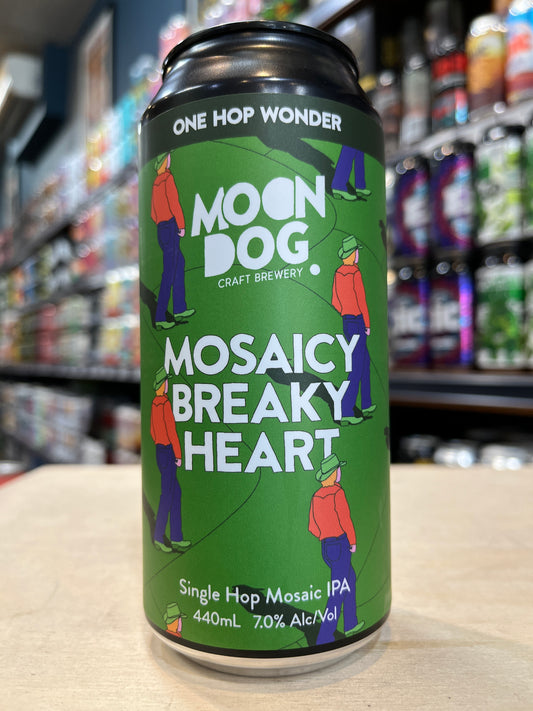 ONE HOP WONDER
MOON
DOG.
CRAFT BREWERY
MOSAICY
BREAKY
HEART
Single Hop Mosaic IPA
440mL 7.0% Alc/Vol